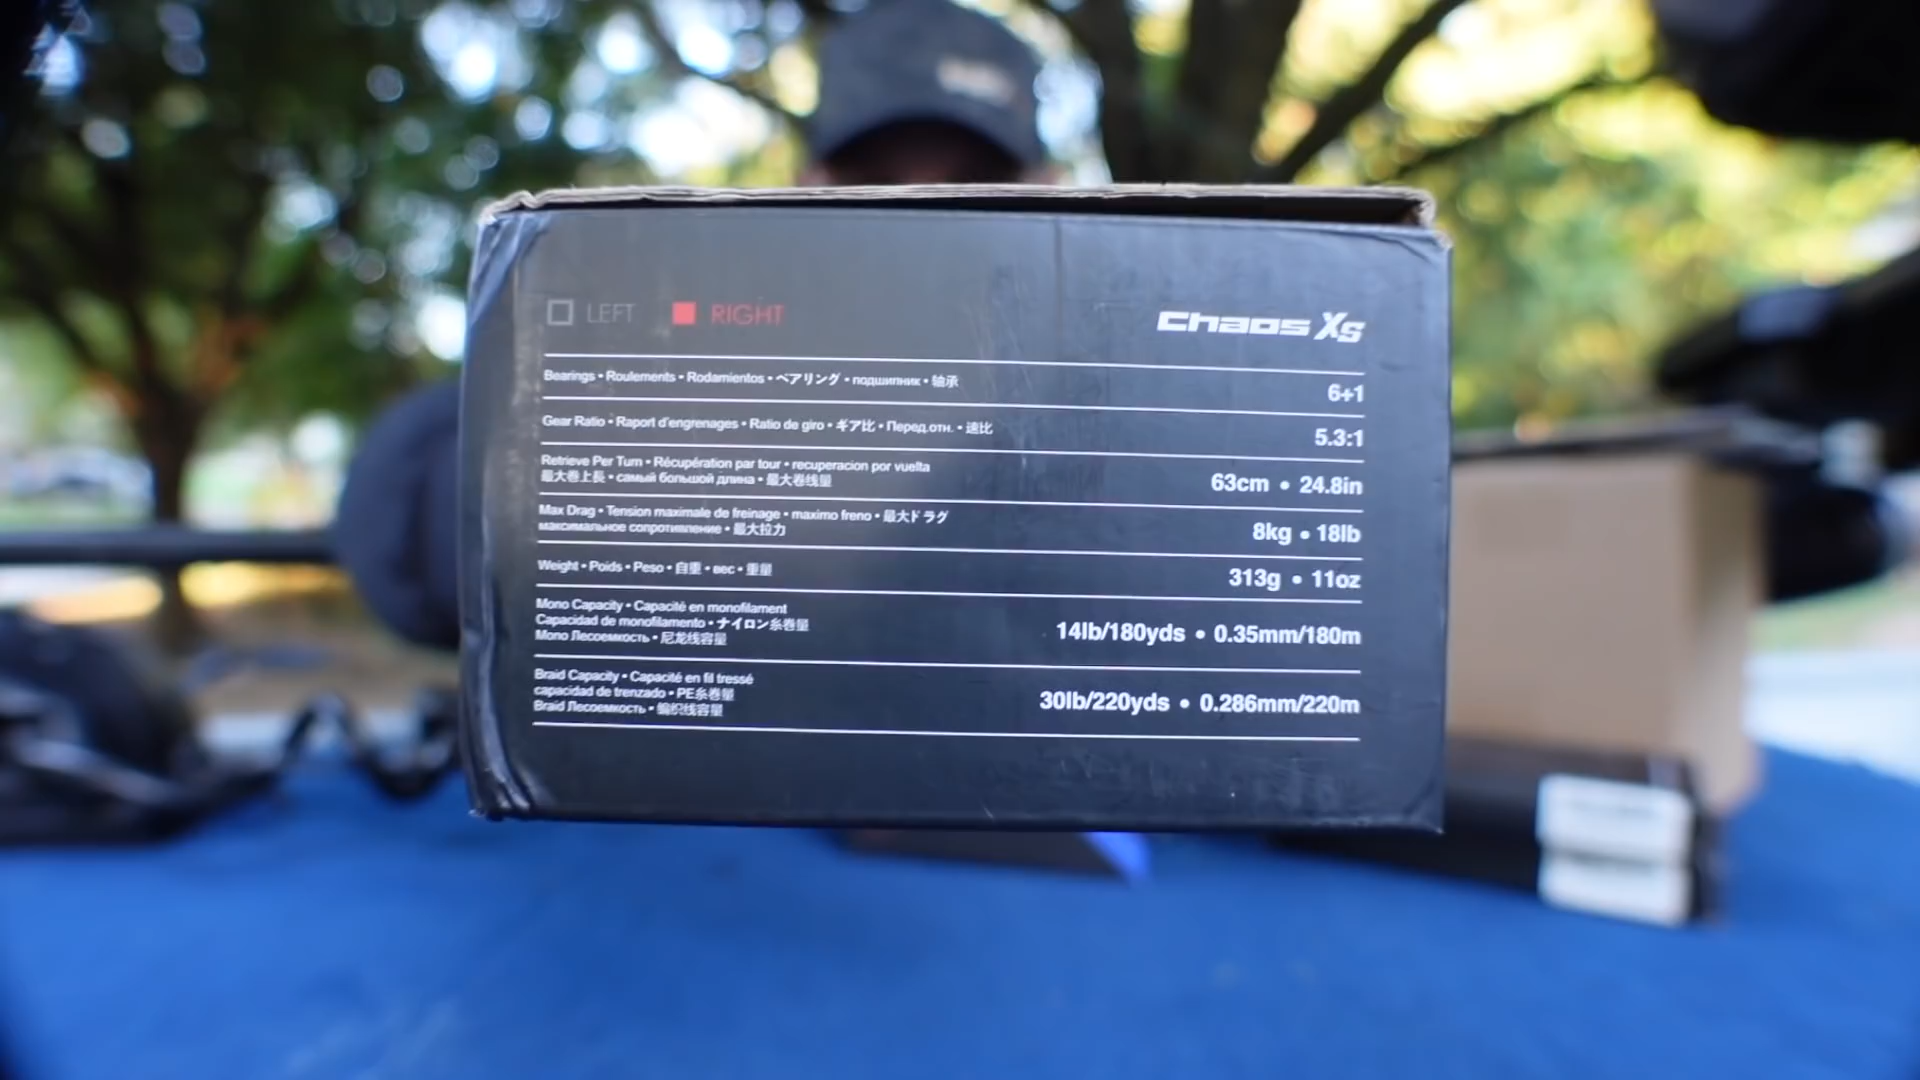 LEFT RIGHT
Chaos XS
Bearings • Roulements • Rodamientos • ベアリング • подшипник • 轴承
6+1
Gear Ratio • Raport d'engrenages • Ratio de giro • ギア比 • Перед.отн. • 速比
5.3:1
Retrieve Per Turn • Récupération par tour • recuperacion por vuelta
最大巻上長 • самый большой длина • 最大卷线量
63cm • 24.8in
Max Drag • Tension maximale de freinage • maximo freno • 最大ドラグ
максимальное сопротивление • 最大拉力
8kg • 18lb
Weight • Poids • Peso • 自重 • вес • 重量
313g • 11oz
Mono Capacity • Capacité en monofilament
Capacidad de monofilamento • ナイロン糸巻量
Mono Лесоемкость • 尼龙线容量
14lb/180yds • 0.35mm/180m
Braid Capacity • Capacité en fil tressé
capacidad de trenzado • PE糸巻量
Braid Лесоемкость • 编织线容量
30lb/220yds • 0.286mm/220m